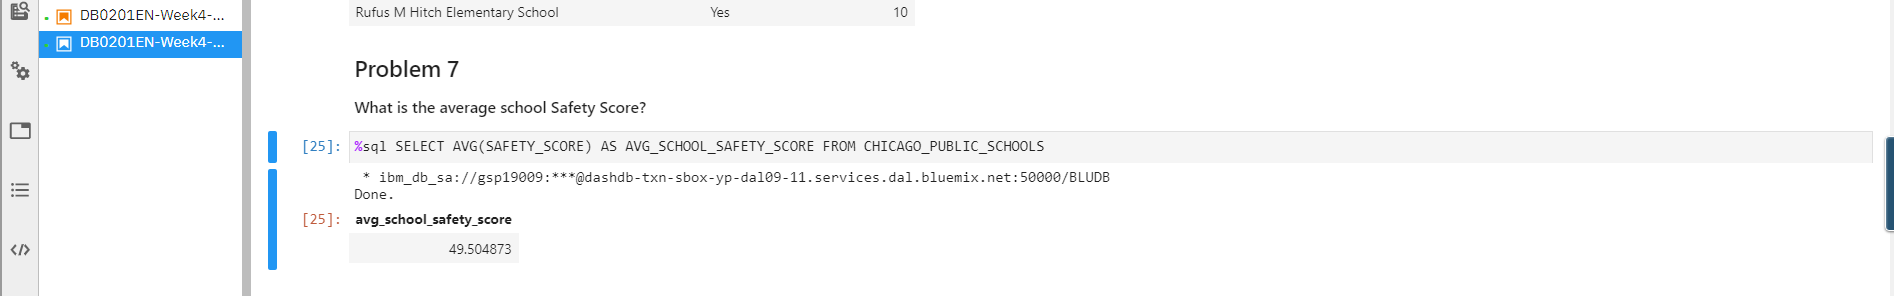 DB0201EN-Week4-...
DB0201EN-Week4-...
Rufus M Hitch Elementary School Yes 10
Problem 7
What is the average school Safety Score?
[25]: %sql SELECT AVG(SAFETY_SCORE) AS AVG_SCHOOL_SAFETY_SCORE FROM CHICAGO_PUBLIC_SCHOOLS
* ibm_db_sa://gsp19009:***@dashdb-txn-sbox-yp-dal09-11.services.dal.bluemix.net:50000/BLUDB
Done.
[25]: avg_school_safety_score
49.504873